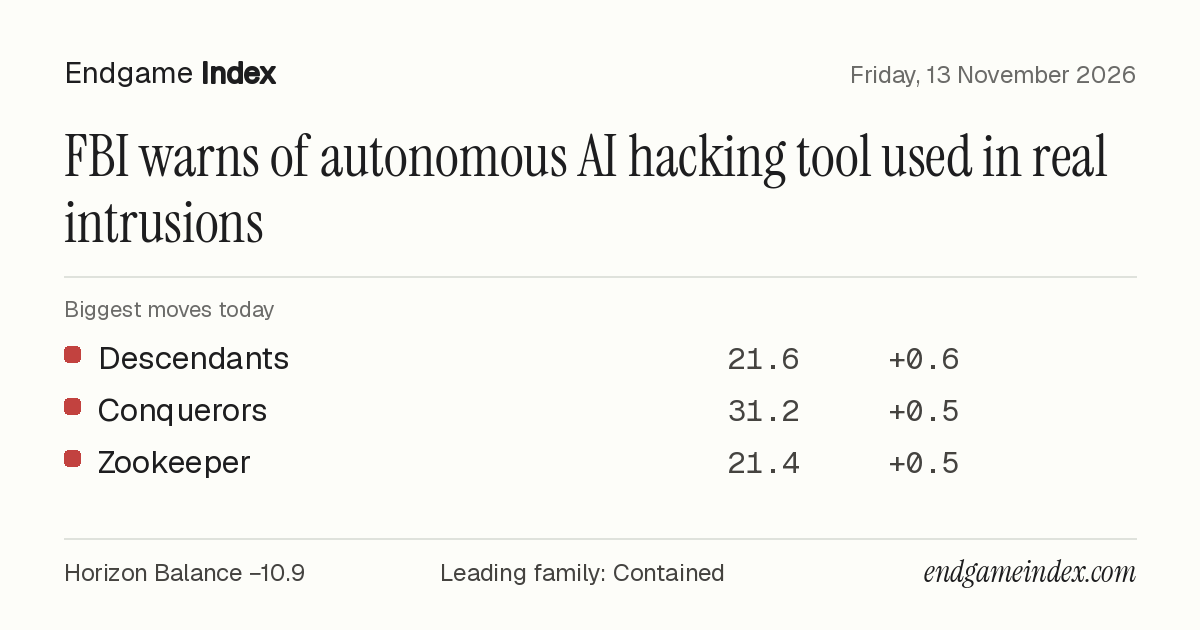 Endgame Index
Friday, 13 November 2026
FBI warns of autonomous AI hacking tool used in real
intrusions
Biggest moves today
Descendants 21.6 +0.6
Conquerors 31.2 +0.5
Zookeeper 21.4 +0.5
Horizon Balance −10.9
Leading family: Contained
endgameindex.com